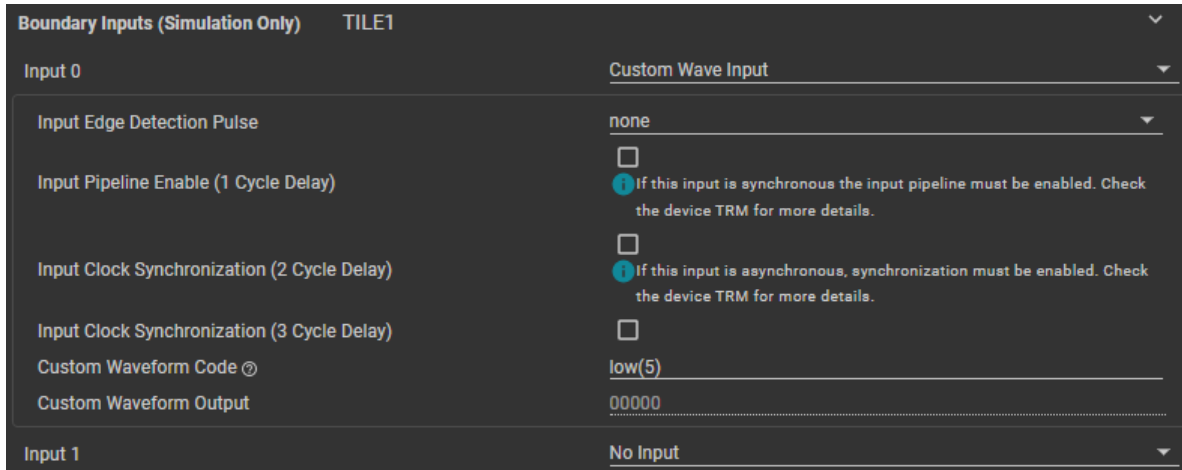 Boundary Inputs (Simulation Only) TILE1
Input 0 Custom Wave Input
Input Edge Detection Pulse none
Input Pipeline Enable (1 Cycle Delay)
If this input is synchronous the input pipeline must be enabled. Check
the device TRM for more details.
Input Clock Synchronization (2 Cycle Delay)
If this input is asynchronous, synchronization must be enabled. Check
the device TRM for more details.
Input Clock Synchronization (3 Cycle Delay)
Custom Waveform Code low(5)
Custom Waveform Output 00000
Input 1 No Input